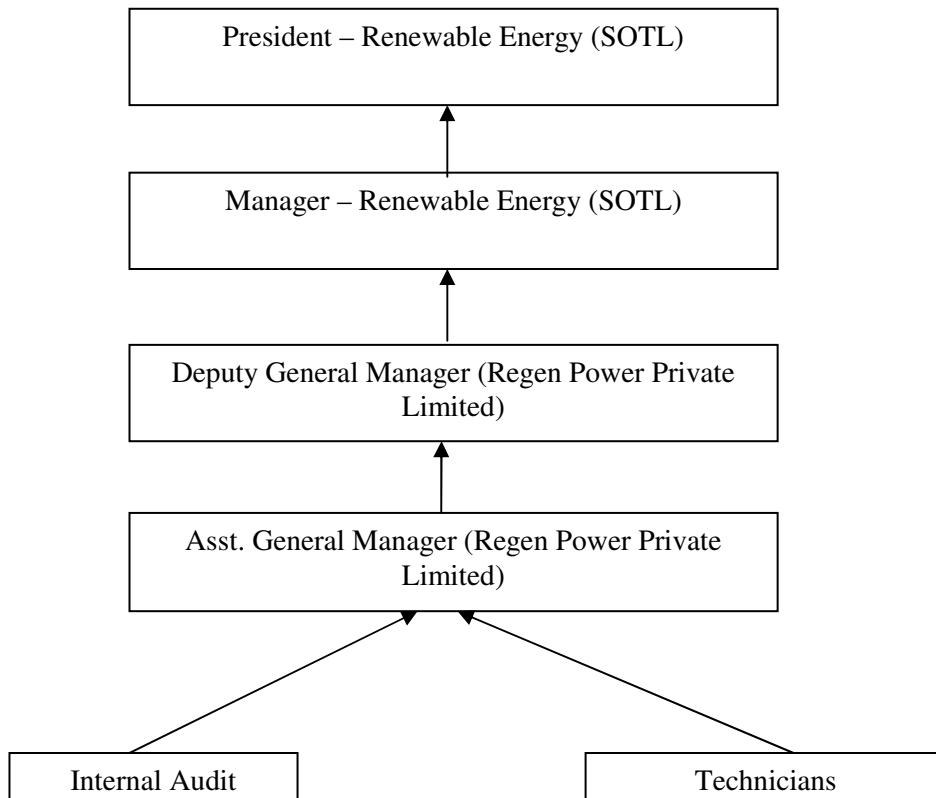 President – Renewable Energy (SOTL)
Manager – Renewable Energy (SOTL)
Deputy General Manager (Regen Power Private
Limited)
Asst. General Manager (Regen Power Private
Limited)
Internal Audit
Technicians